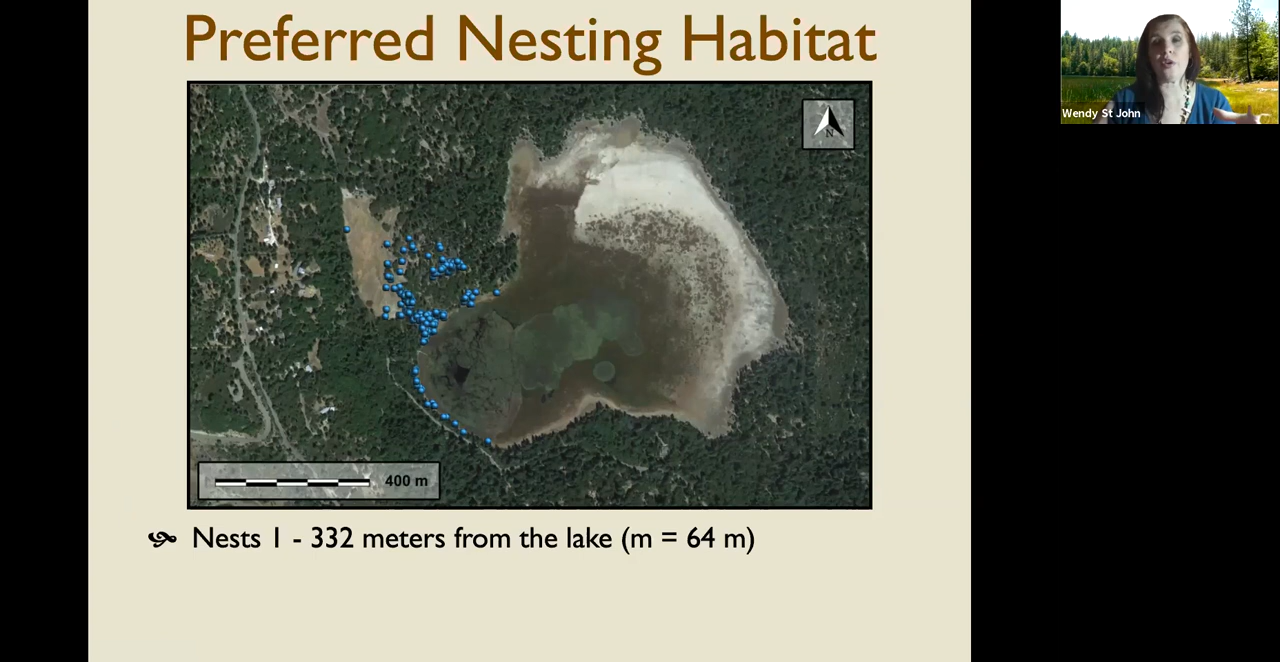 Preferred Nesting Habitat
Wendy St John
N
400 m
Nests 1 - 332 meters from the lake (m = 64 m)